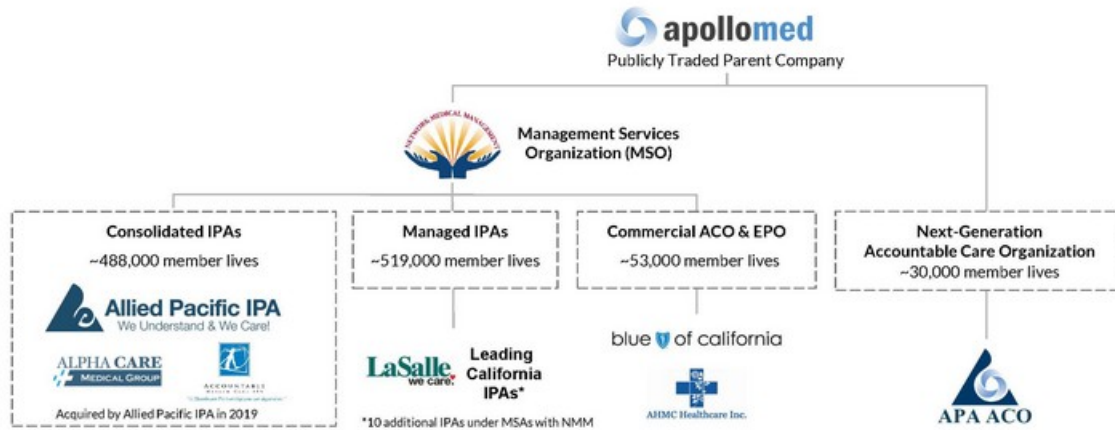 apollomed
Publicly Traded Parent Company
NETWORK MEDICAL MANAGEMENT
Management Services
Organization (MSO)
Consolidated IPAs
~488,000 member lives
Allied Pacific IPA
We Understand & We Care!
ALPHA CARE
MEDICAL GROUP
ACCOUNTABLE
Acquired by Allied Pacific IPA in 2019
Managed IPAs
~519,000 member lives
LaSalle
we care.
Leading
California
IPAs*
*10 additional IPAs under MSAs with NMM
Commercial ACO & EPO
~53,000 member lives
blue of california
AHMC Healthcare Inc.
Next-Generation
Accountable Care Organization
~30,000 member lives
APA ACO